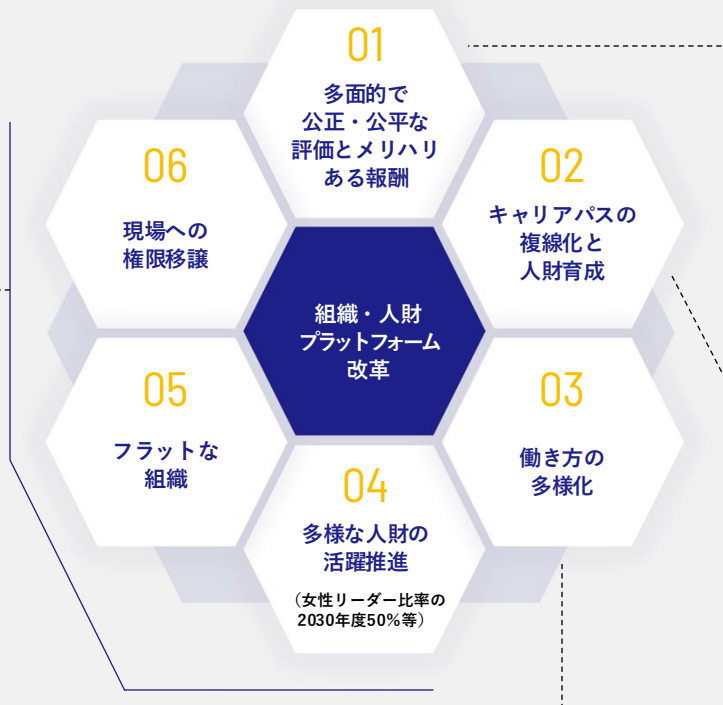 01
多面的で
公正・公平な
評価とメリハリ
ある報酬
02
キャリアパスの
複線化と
人財育成
03
働き方の
多様化
04
多様な人財の
活躍推進
（女性リーダー比率の
2030年度50%等）
05
フラットな
組織
06
現場への
権限移譲
組織・人財
プラットフォーム
改革